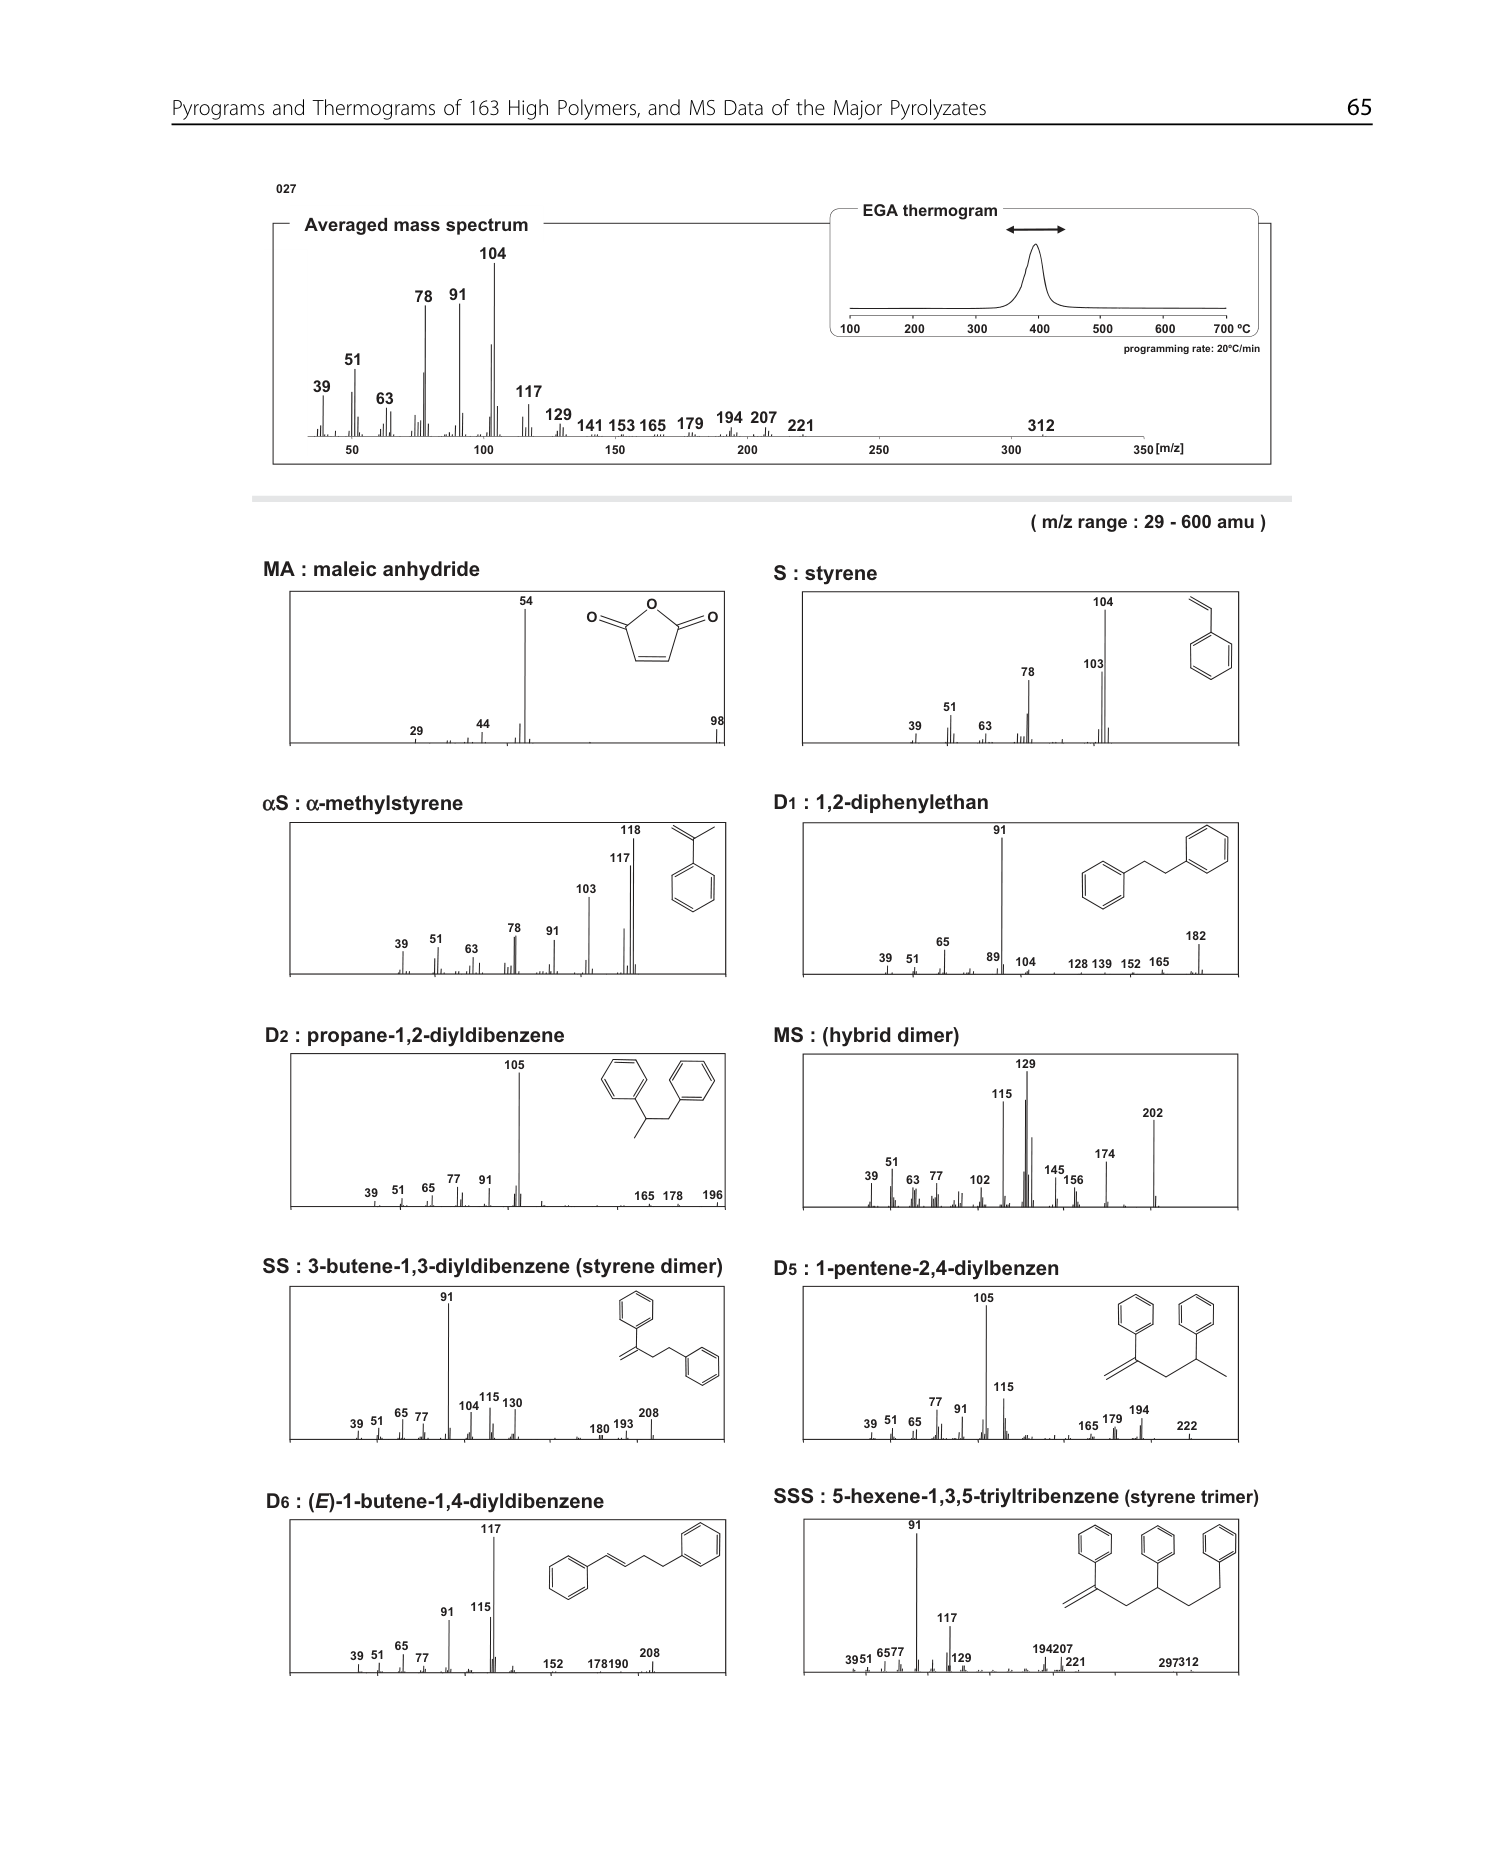 Pyrograms and Thermograms of 163 High Polymers, and MS Data of the Major Pyrolyzates 65
027
Averaged mass spectrum
104
78
91
51
39
63
117
129
141 153 165 179 194 207 221
312
50 100 150 200 250 300 350 [m/z]
EGA thermogram
100 200 300 400 500 600 700 ºC
programming rate: 20ºC/min
( m/z range : 29 - 600 amu )
MA : maleic anhydride
54
O
O
O
29
44
98
S : styrene
104
103
78
51
39
63
αS : α-methylstyrene
118
117
103
78
91
51
39
63
D1 : 1,2-diphenylethan
91
182
65
39 51
89
104
128 139 152 165
D2 : propane-1,2-diyldibenzene
105
39 51 65 77 91
165 178 196
MS : (hybrid dimer)
129
115
202
174
39 51 63 77 102
145 156
SS : 3-butene-1,3-diyldibenzene (styrene dimer)
91
39 51 65 77
104 115 130
180 193 208
D5 : 1-pentene-2,4-diylbenzen
105
115
39 51 65 77 91
165 179 194
222
D6 : (E)-1-butene-1,4-diyldibenzene
117
91
115
39 51 65 77
152
178 190 208
SSS : 5-hexene-1,3,5-triyltribenzene (styrene trimer)
91
117
39 51 65 77
129
194 207
221
297 312